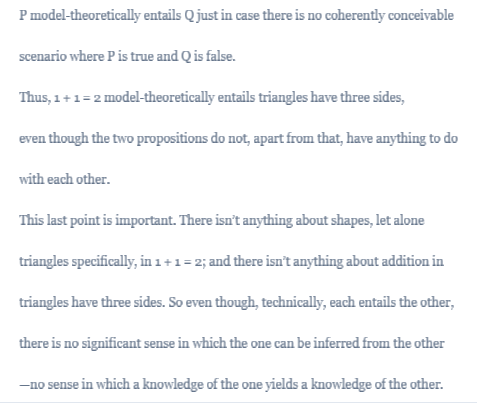 P model-theoretically entails Q just in case there is no coherently conceivable
scenario where P is true and Q is false.
Thus, 1 + 1 = 2 model-theoretically entails triangles have three sides,
even though the two propositions do not, apart from that, have anything to do
with each other.
This last point is important. There isn't anything about shapes, let alone
triangles specifically, in 1 + 1 = 2; and there isn't anything about addition in
triangles have three sides. So even though, technically, each entails the other,
there is no significant sense in which the one can be inferred from the other
—no sense in which a knowledge of the one yields a knowledge of the other.